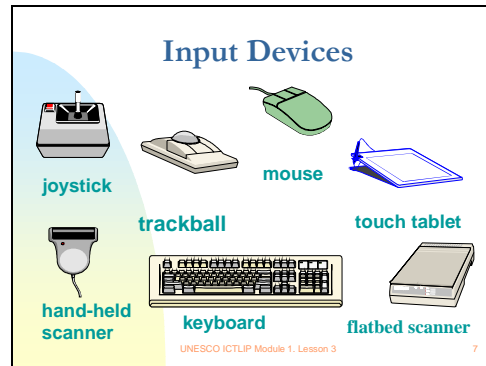 Input Devices
joystick
trackball
mouse
touch tablet
hand-held
scanner
keyboard
flatbed scanner
UNESCO ICTLIP Module 1. Lesson 3
7